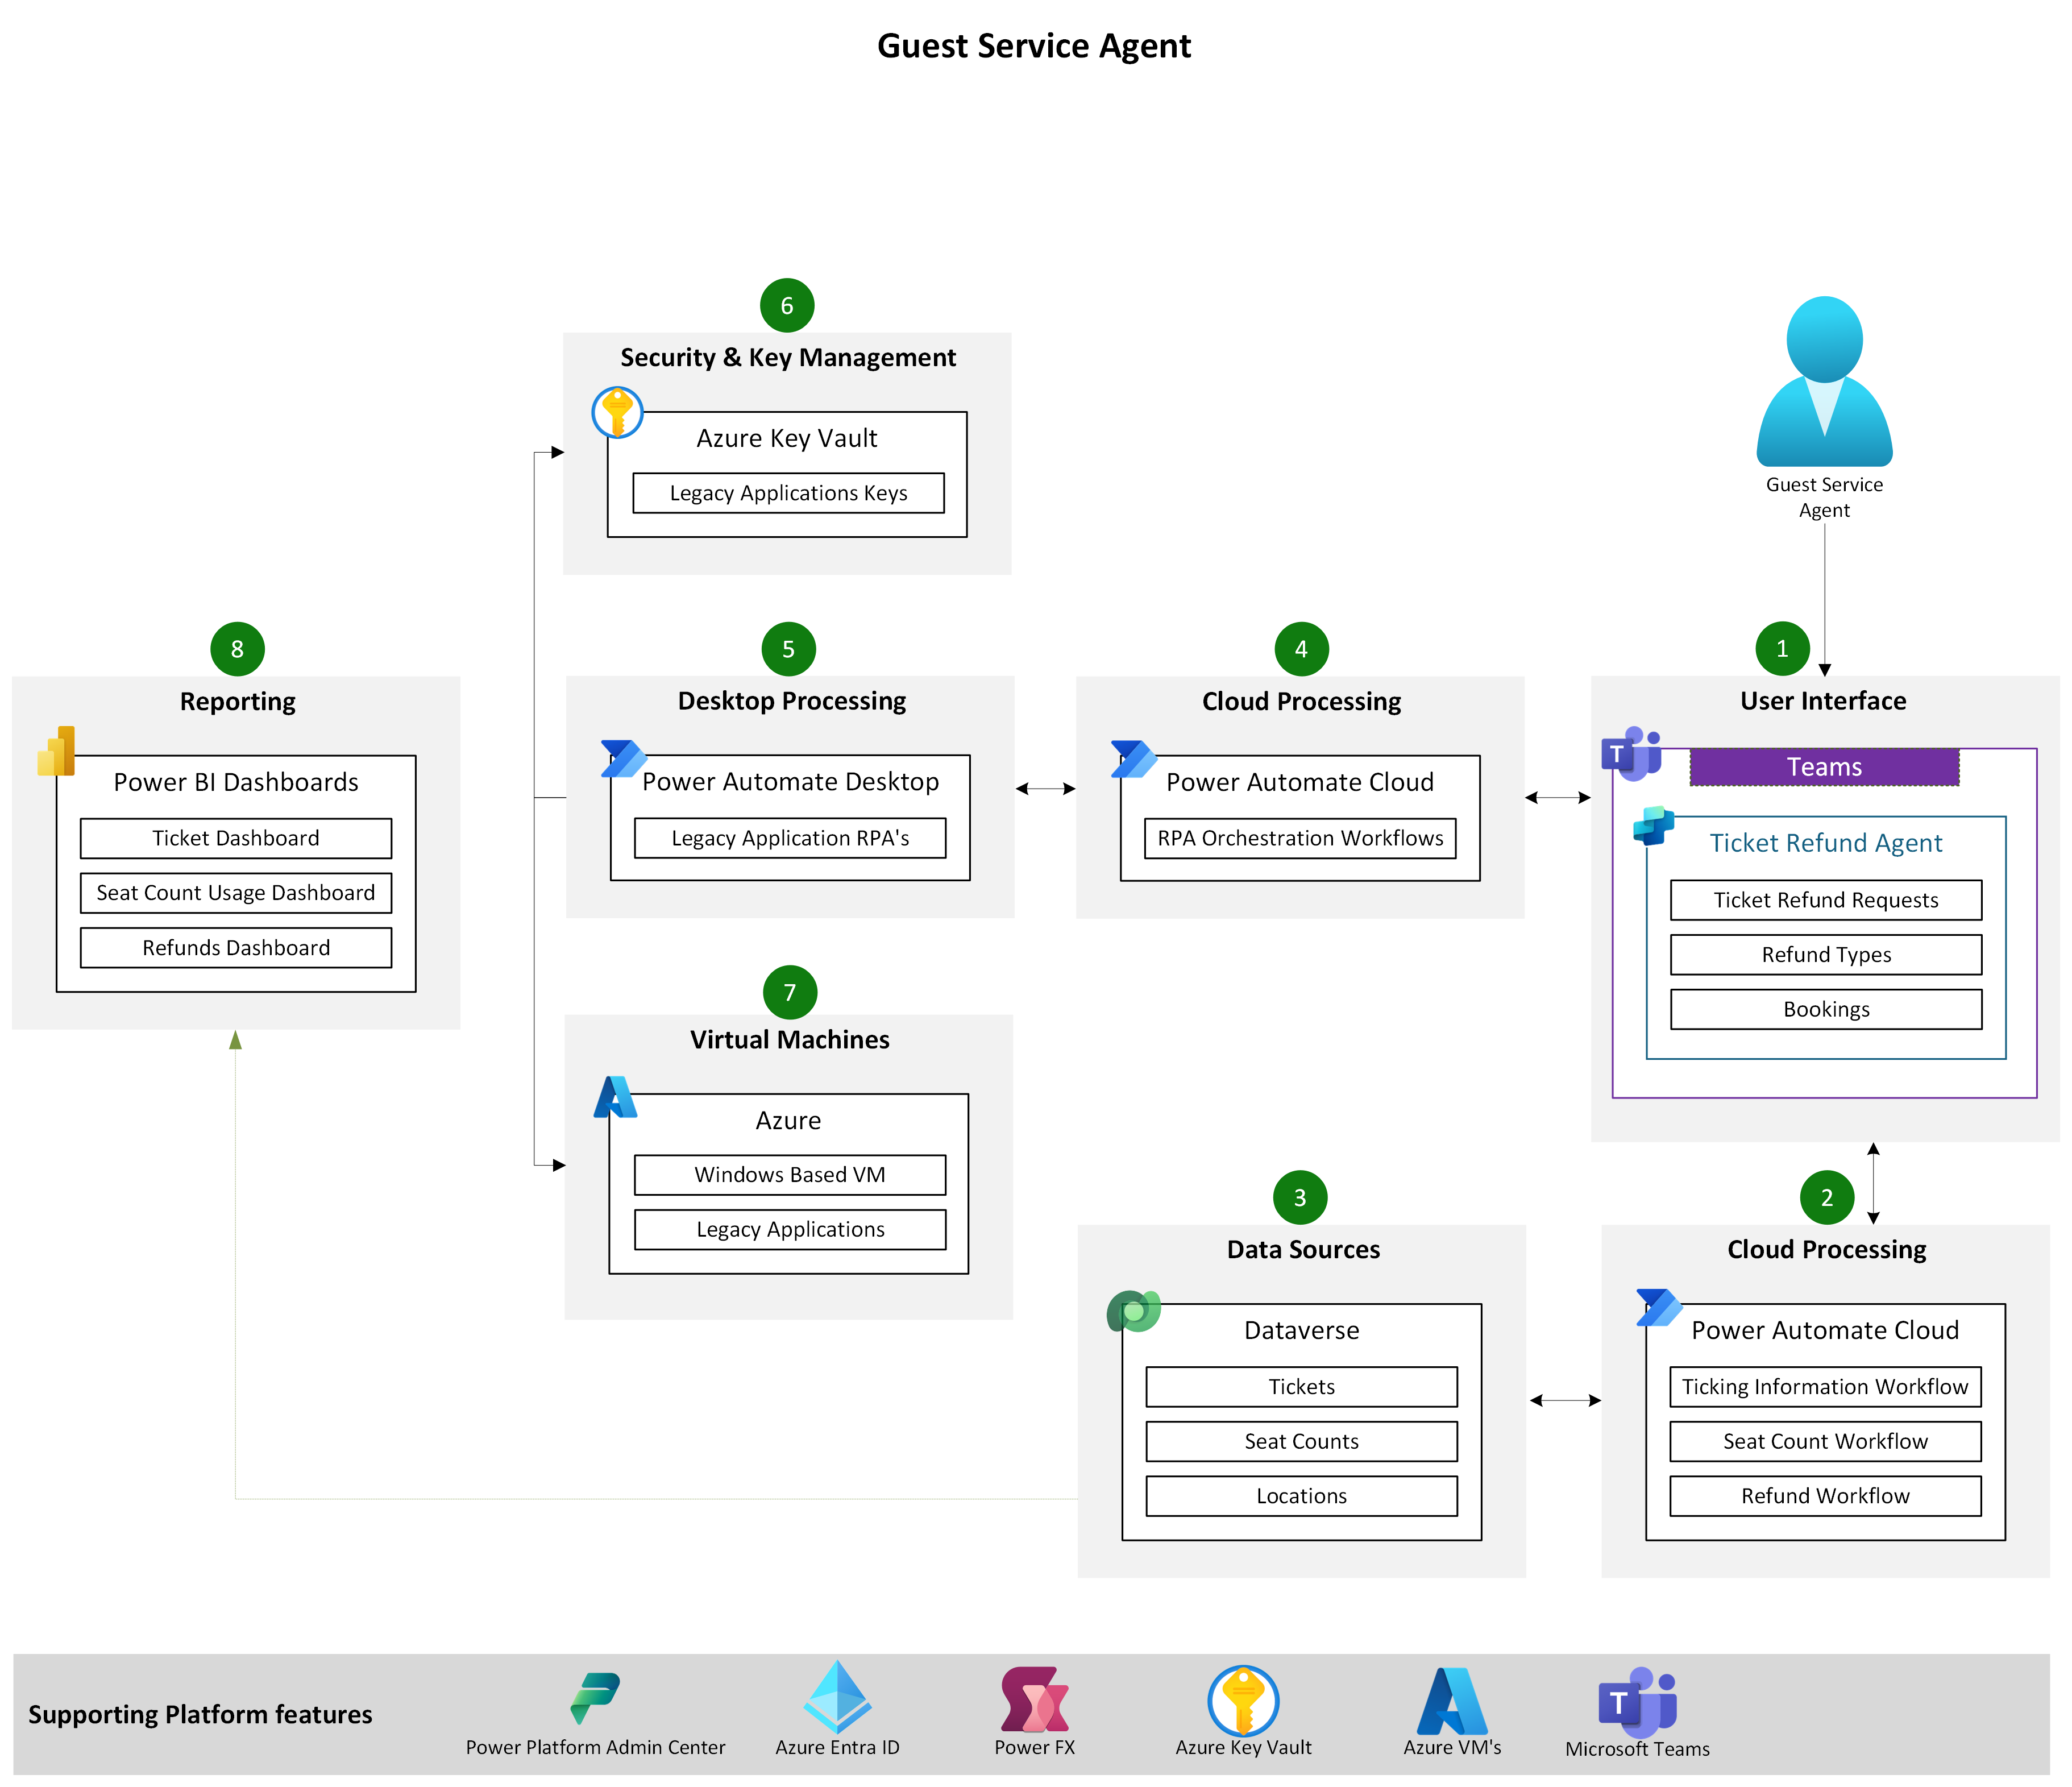 Guest Service Agent
6
Security & Key Management
Azure Key Vault
Legacy Applications Keys
Guest Service
Agent
8
Reporting
Power BI Dashboards
Ticket Dashboard
Seat Count Usage Dashboard
Refunds Dashboard
5
Desktop Processing
Power Automate Desktop
Legacy Application RPA's
4
Cloud Processing
Power Automate Cloud
RPA Orchestration Workflows
1
User Interface
T
Teams
Ticket Refund Agent
Ticket Refund Requests
Refund Types
Bookings
7
Virtual Machines
Azure
Windows Based VM
Legacy Applications
3
Data Sources
Dataverse
Tickets
Seat Counts
Locations
2
Cloud Processing
Power Automate Cloud
Ticking Information Workflow
Seat Count Workflow
Refund Workflow
Supporting Platform features
Power Platform Admin Center
Azure Entra ID
Power FX
Azure Key Vault
Azure VM's
T
Microsoft Teams